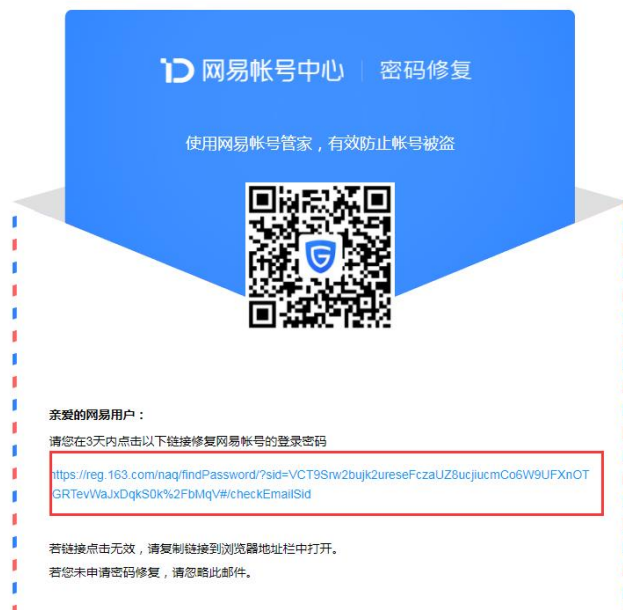 网易帐号中心 | 密码修复
使用网易帐号管家，有效防止帐号被盗
亲爱的网易用户：
请您在3天内点击以下链接修复网易帐号的登录密码
https://reg.163.com/naq/findPassword/?sid=VCT9Srw2bujk2ureseFczaUZ8ucjiucmCo6W9UFXnOT
GRTevWaJxDqkS0k%2FbMqV#/checkEmailSid
若链接点击无效，请复制链接到浏览器地址栏中打开。
若您未申请密码修复，请忽略此邮件。